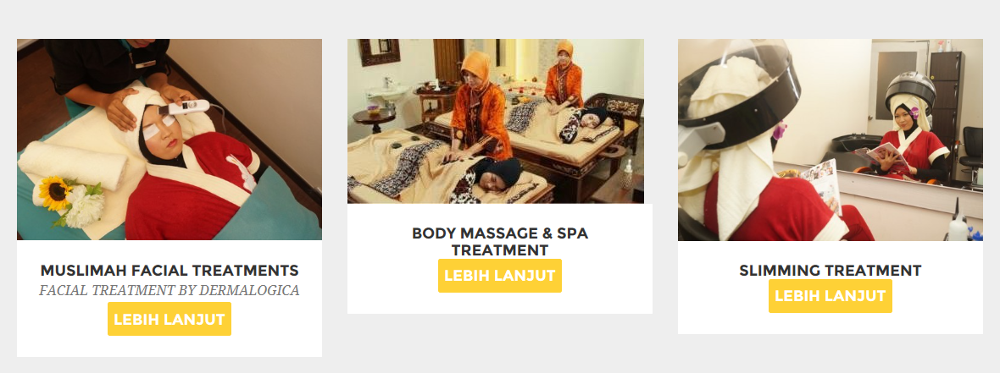 MUSLIMAH FACIAL TREATMENTS
FACIAL TREATMENT BY DERMALOGICA
LEBIH LANJUT
BODY MASSAGE & SPA
TREATMENT
LEBIH LANJUT
SLIMMING TREATMENT
LEBIH LANJUT